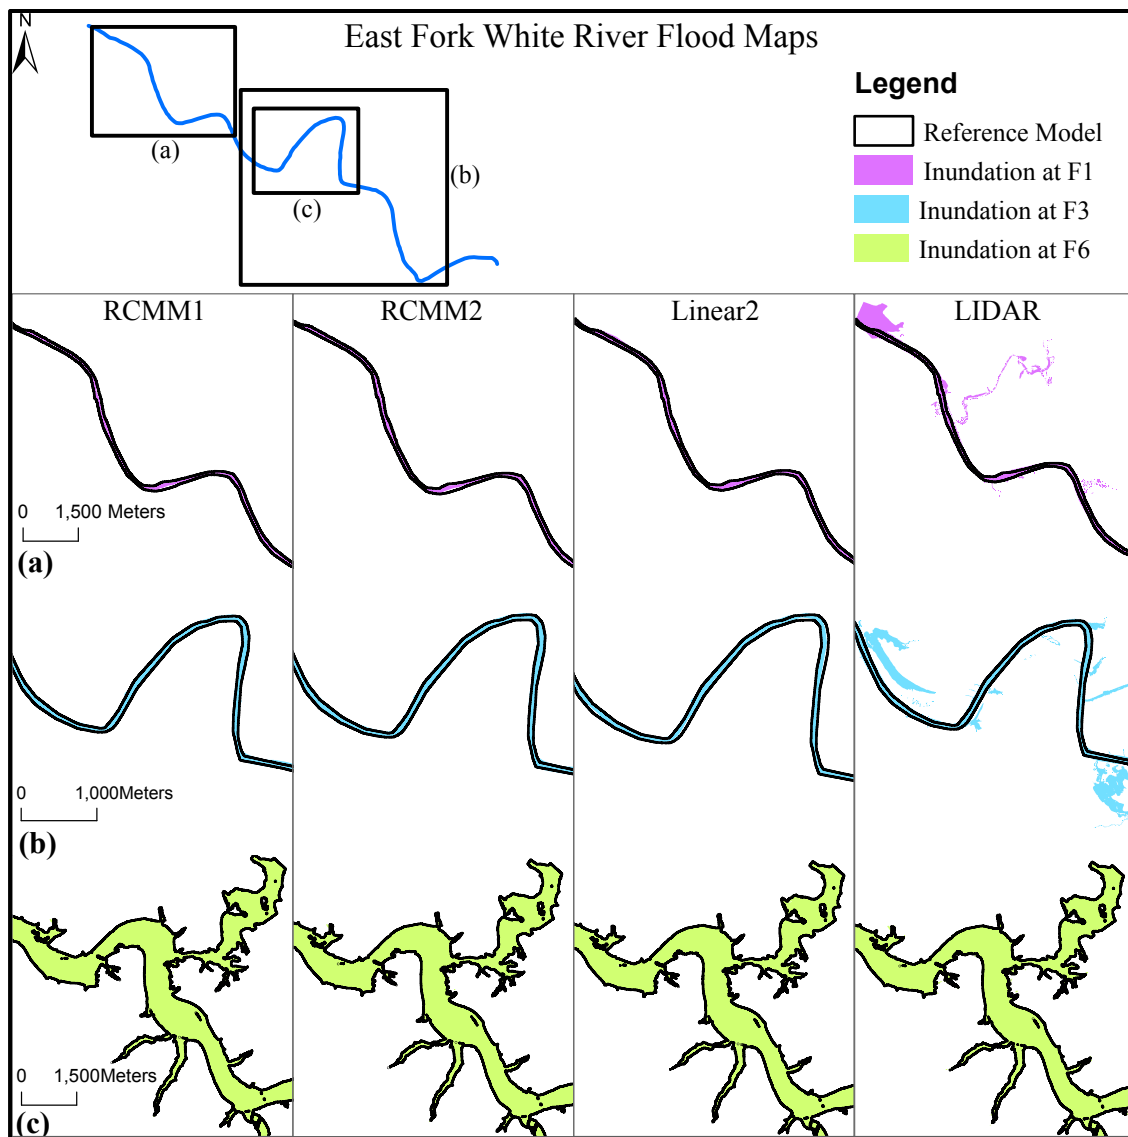 East Fork White River Flood Maps
N
(a)
(b)
(c)
Legend
Reference Model
Inundation at F1
Inundation at F3
Inundation at F6
RCMM1
RCMM2
Linear2
LIDAR
0 1,500 Meters
(a)
0 1,000Meters
(b)
0 1,500Meters
(c)